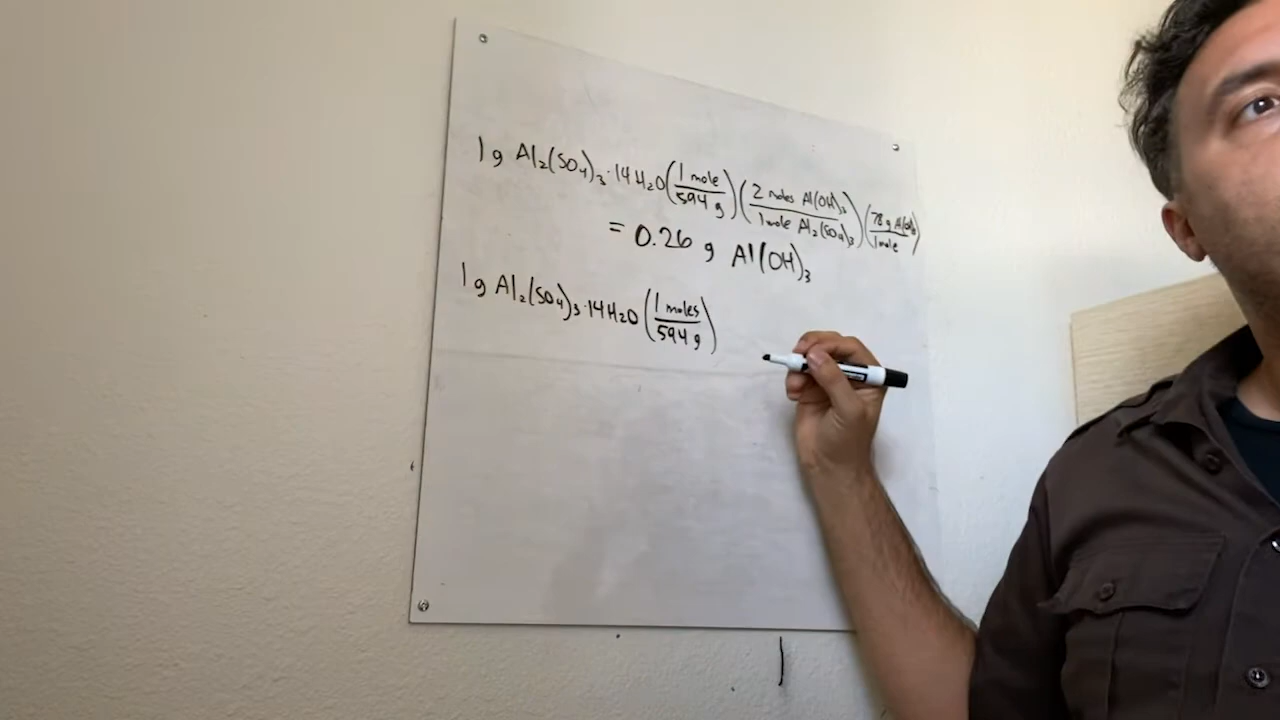 1 g Al₂(SO₄)₃·14H₂O (1 mole / 594 g) (2 moles Al(OH)₃ / 1 mole Al₂(SO₄)₃) (78 g Al(OH)₃ / 1 mole)
= 0.26 g Al(OH)₃
1 g Al₂(SO₄)₃·14H₂O (1 moles / 594 g)